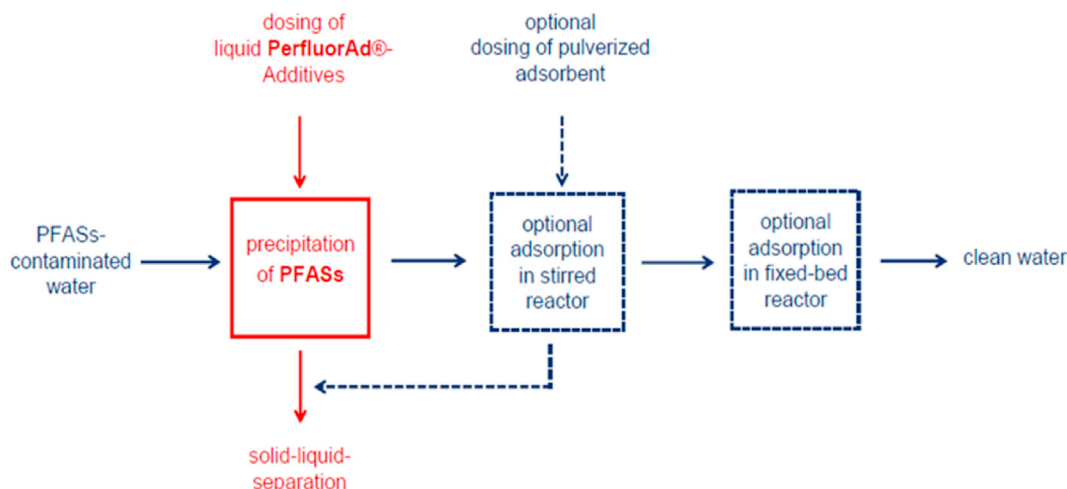 dosing of
liquid PerfluorAd®-
Additives
optional
dosing of pulverized
adsorbent
PFASs-
contaminated
water
precipitation
of PFASs
optional
adsorption
in stirred
reactor
optional
adsorption
in fixed-bed
reactor
clean water
solid-liquid-
separation